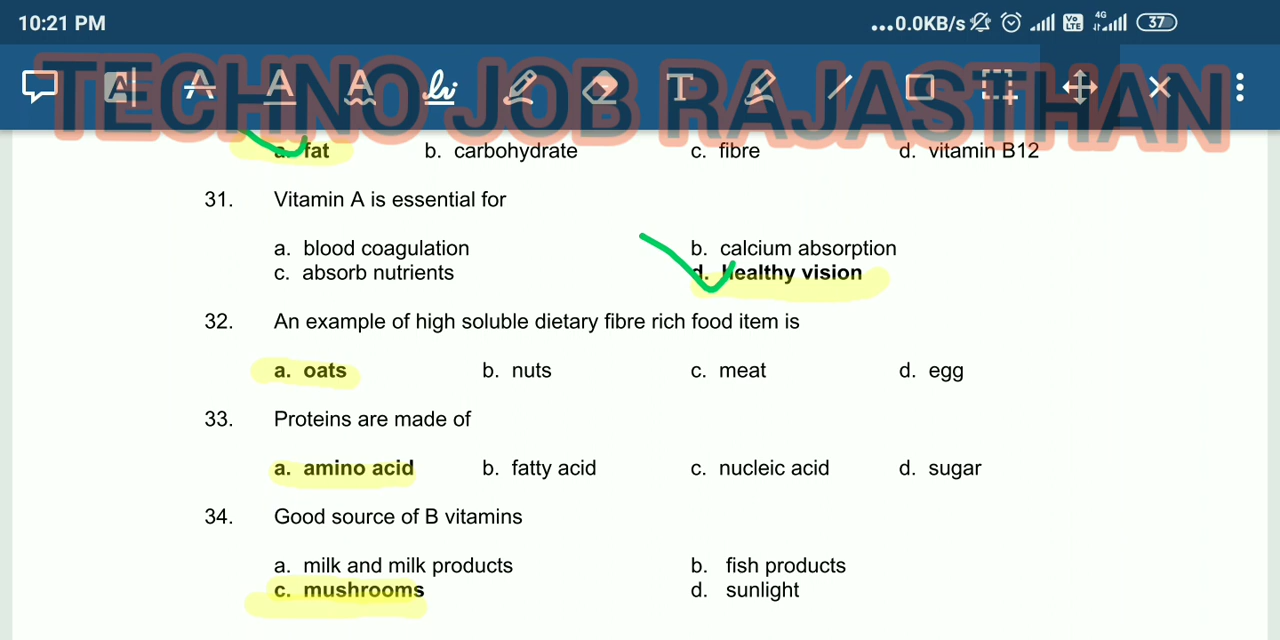 10:21 PM ...0.0KB/s Vo LTE 4G 37
TECHNO JOB RAJASTHAN
a. fat b. carbohydrate c. fibre d. vitamin B12
31. Vitamin A is essential for
a. blood coagulation b. calcium absorption
c. absorb nutrients d. healthy vision
32. An example of high soluble dietary fibre rich food item is
a. oats b. nuts c. meat d. egg
33. Proteins are made of
a. amino acid b. fatty acid c. nucleic acid d. sugar
34. Good source of B vitamins
a. milk and milk products b. fish products
c. mushrooms d. sunlight